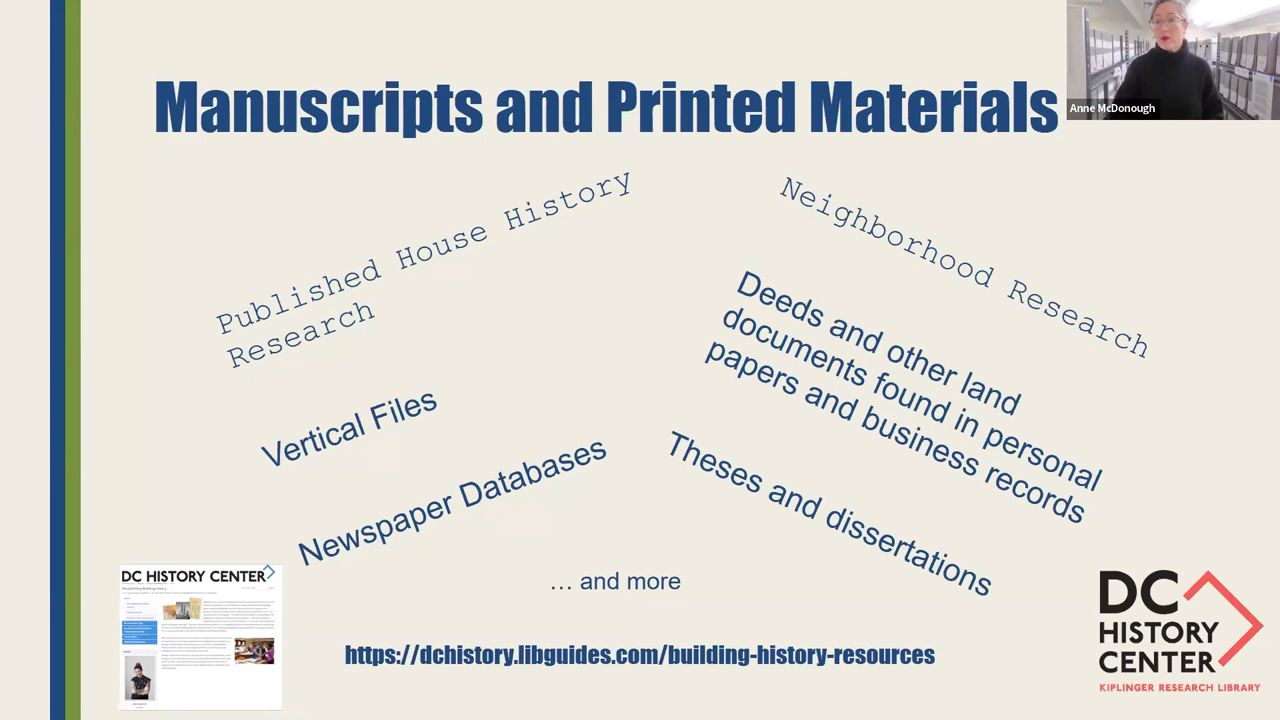 Manuscripts and Printed Materials
Anne McDonough
Published House History
Research
Neighborhood Research
Vertical Files
Deeds and other land
documents found in personal
papers and business records
Newspaper Databases
Theses and dissertations
... and more
https://dchistory.libguides.com/building-history-resources
DC HISTORY CENTER
DC
HISTORY
CENTER
KIPLINGER RESEARCH LIBRARY